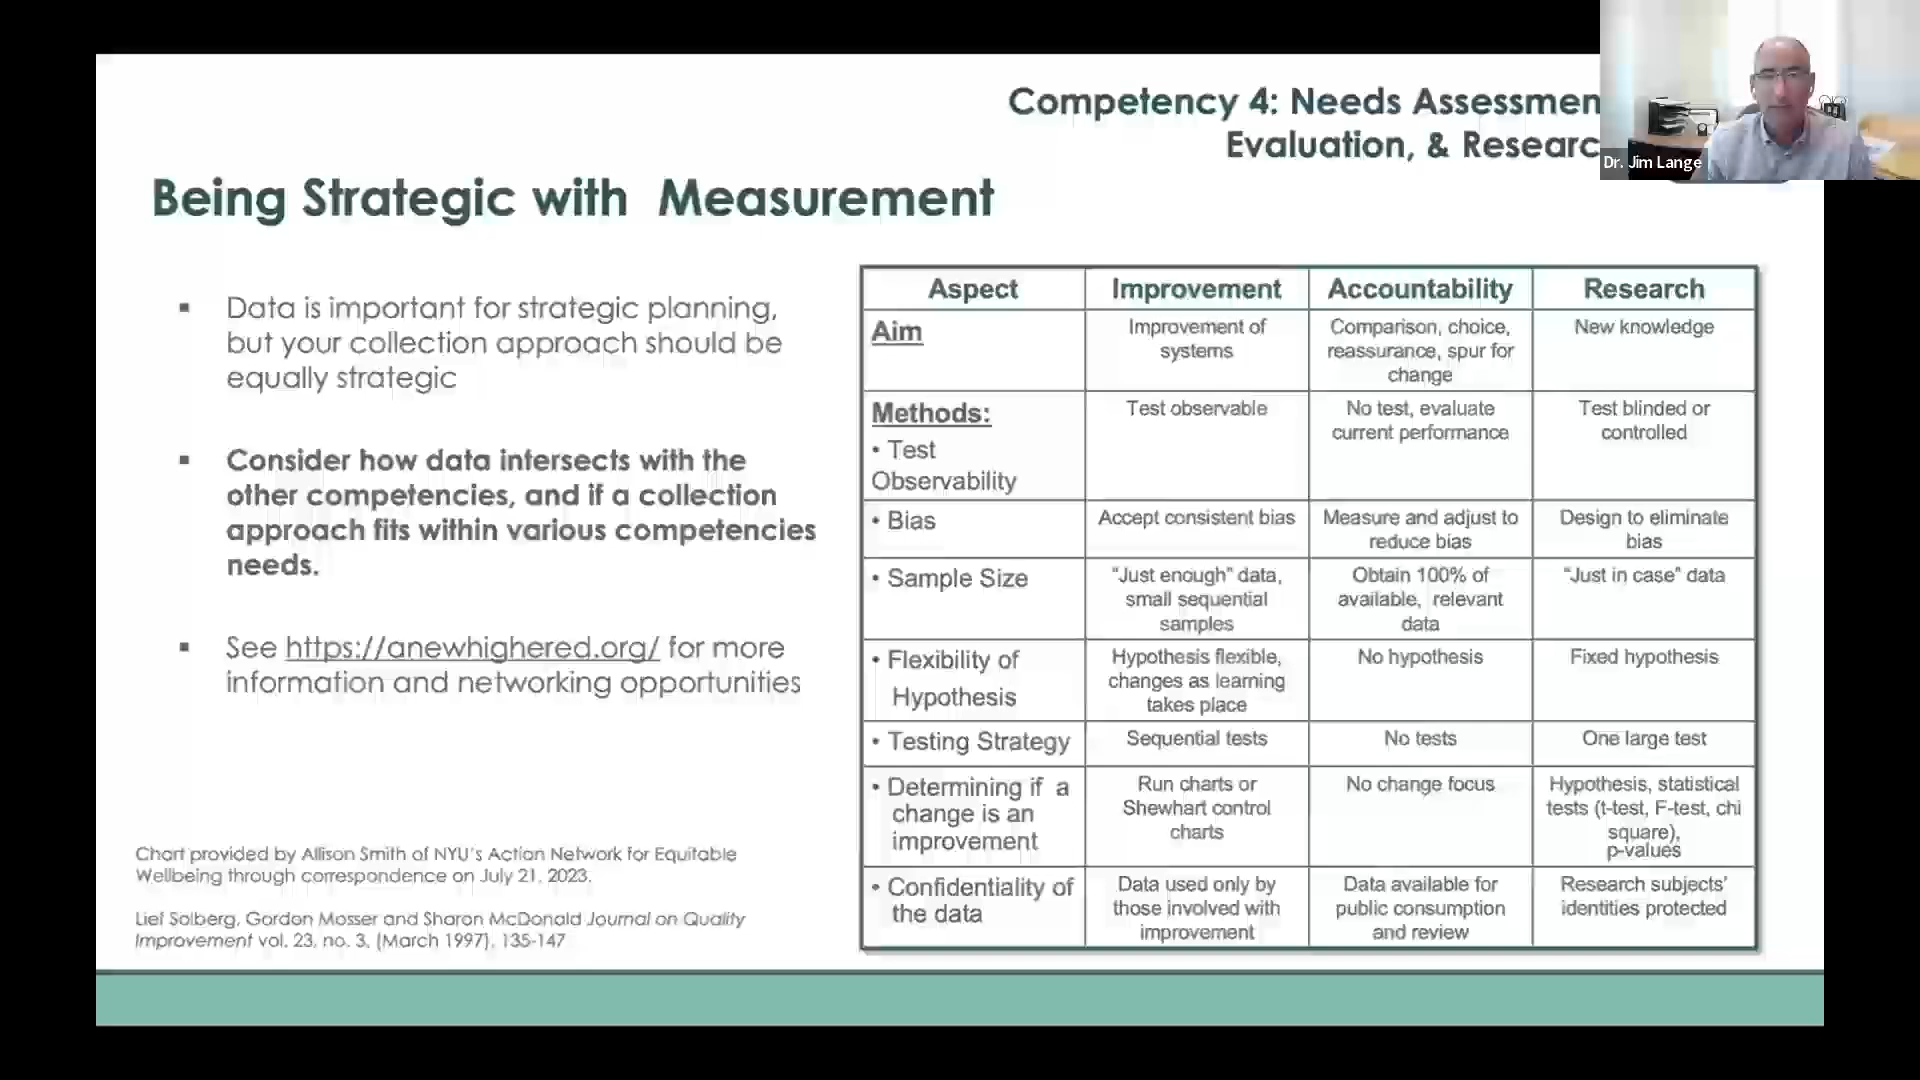 Competency 4: Needs Assessmen
Evaluation, & Researc
Dr. Jim Lange
Being Strategic with Measurement
▪ Data is important for strategic planning,
but your collection approach should be
equally strategic
▪ Consider how data intersects with the
other competencies, and if a collection
approach fits within various competencies
needs.
▪ See https://anewhighered.org/ for more
information and networking opportunities
Chart provided by Allison Smith of NYU's Action Network for Equitable
Wellbeing through correspondence on July 21, 2023.
Lief Solberg, Gordon Mosser and Sharon McDonald Journal on Quality
Improvement vol. 23, no. 3, (March 1997), 135-147
Aspect Improvement Accountability Research
Aim
Improvement of
systems
Comparison, choice,
reassurance, spur for
change
New knowledge
Methods:
• Test
Observability
Test observable
No test, evaluate
current performance
Test blinded or
controlled
• Bias
Accept consistent bias
Measure and adjust to
reduce bias
Design to eliminate
bias
• Sample Size
"Just enough" data,
small sequential
samples
Obtain 100% of
available, relevant
data
"Just in case" data
• Flexibility of
Hypothesis
Hypothesis flexible,
changes as learning
takes place
No hypothesis
Fixed hypothesis
• Testing Strategy
Sequential tests
No tests
One large test
• Determining if a
change is an
improvement
Run charts or
Shewhart control
charts
No change focus
Hypothesis, statistical
tests (t-test, F-test, chi
square),
p-values
• Confidentiality of
the data
Data used only by
those involved with
improvement
Data available for
public consumption
and review
Research subjects'
identities protected